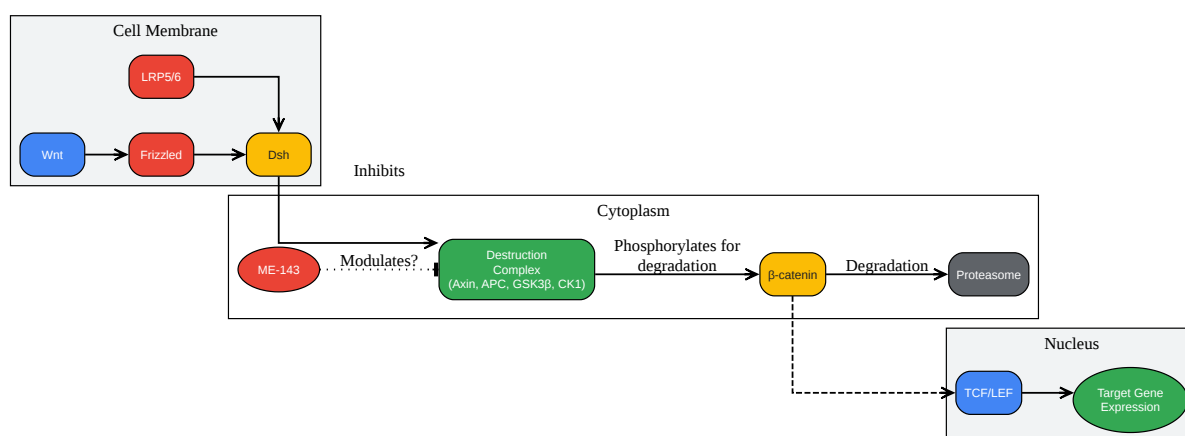 Cell Membrane
LRP5/6
Wnt
Frizzled
Dsh
Inhibits
Cytoplasm
ME-143
Modulates?
Destruction
Complex
(Axin, APC, GSK3β, CK1)
Phosphorylates for
degradation
β-catenin
Degradation
Proteasome
Nucleus
TCF/LEF
Target Gene
Expression